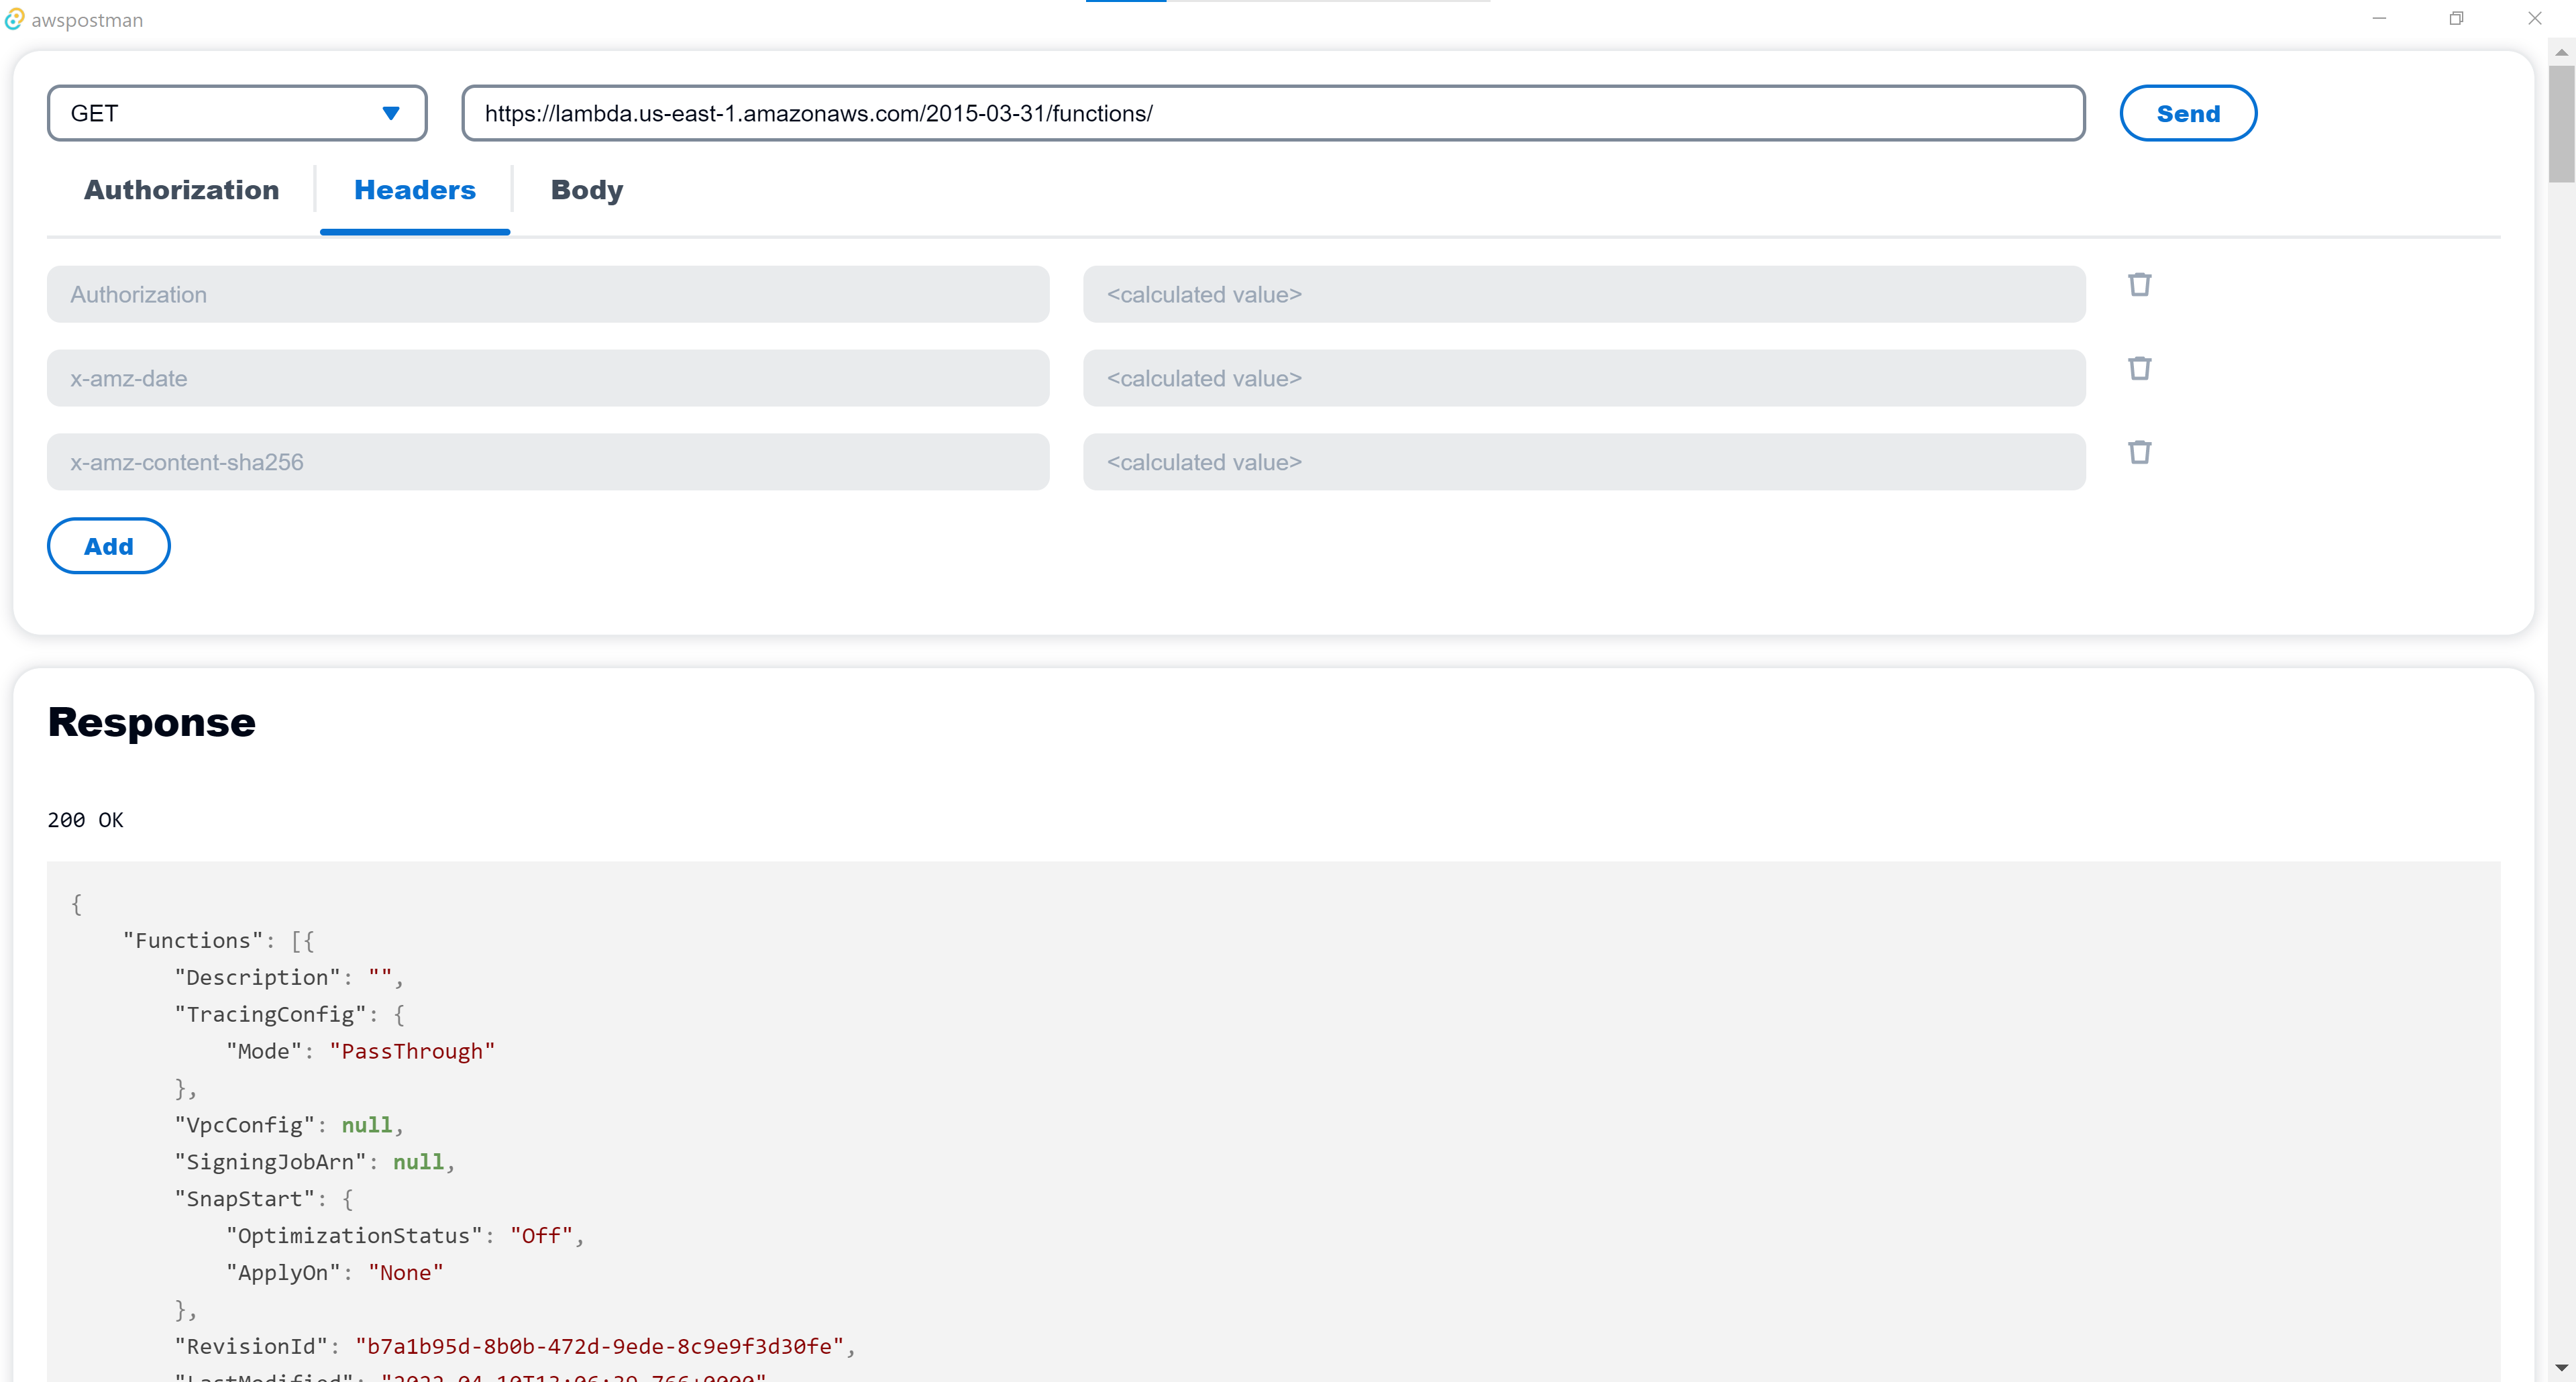 awspostman
GET
https://lambda.us-east-1.amazonaws.com/2015-03-31/functions/
Send
Authorization
Headers
Body
Authorization
<calculated value>
x-amz-date
<calculated value>
x-amz-content-sha256
<calculated value>
Add
Response
200 OK
{
    "Functions": [{
        "Description": "",
        "TracingConfig": {
            "Mode": "PassThrough"
        },
        "VpcConfig": null,
        "SigningJobArn": null,
        "SnapStart": {
            "OptimizationStatus": "Off",
            "ApplyOn": "None"
        },
        "RevisionId": "b7a1b95d-8b0b-472d-9ede-8c9e9f3d30fe",
        "LastModified":